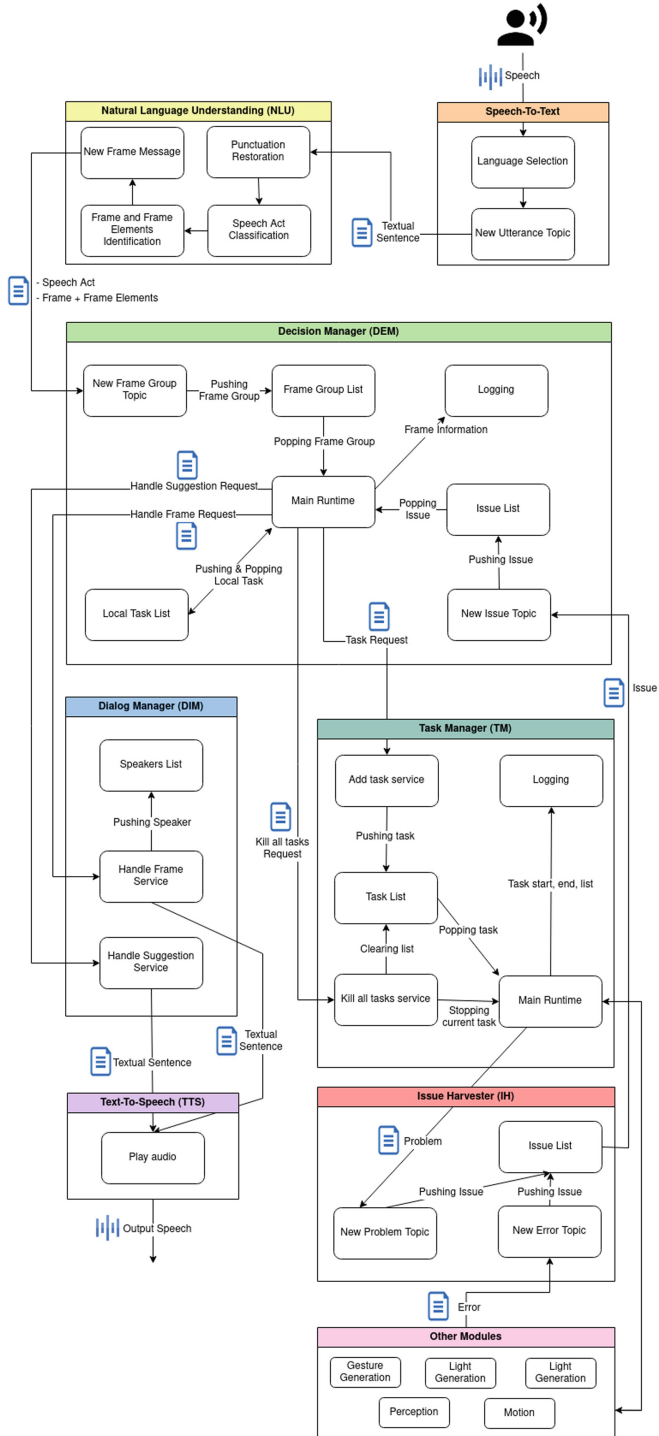 Speech
Natural Language Understanding (NLU)
Speech-To-Text
New Frame Message
Punctuation
Restoration
Language Selection
Frame and Frame
Elements
Identification
Speech Act
Classification
Textual
Sentence
New Utterance Topic
- Speech Act
- Frame + Frame Elements
Decision Manager (DEM)
New Frame Group
Topic
Pushing
Frame Group
Frame Group List
Logging
Popping Frame Group
Frame Information
Handle Suggestion Request
Main Runtime
Popping
Issue
Issue List
Handle Frame Request
Pushing & Popping
Local Task
Pushing Issue
Local Task List
New Issue Topic
Task Request
Issue
Dialog Manager (DIM)
Task Manager (TM)
Speakers List
Add task service
Logging
Pushing Speaker
Kill all tasks
Request
Pushing task
Handle Frame
Service
Task List
Task start, end, list
Popping task
Clearing list
Handle Suggestion
Service
Kill all tasks service
Stopping
current task
Main Runtime
Textual
Sentence
Textual Sentence
Text-To-Speech (TTS)
Issue Harvester (IH)
Play audio
Problem
Issue List
Pushing Issue
Pushing Issue
Output Speech
New Problem Topic
New Error Topic
Error
Other Modules
Gesture
Generation
Light
Generation
Light
Generation
Perception
Motion